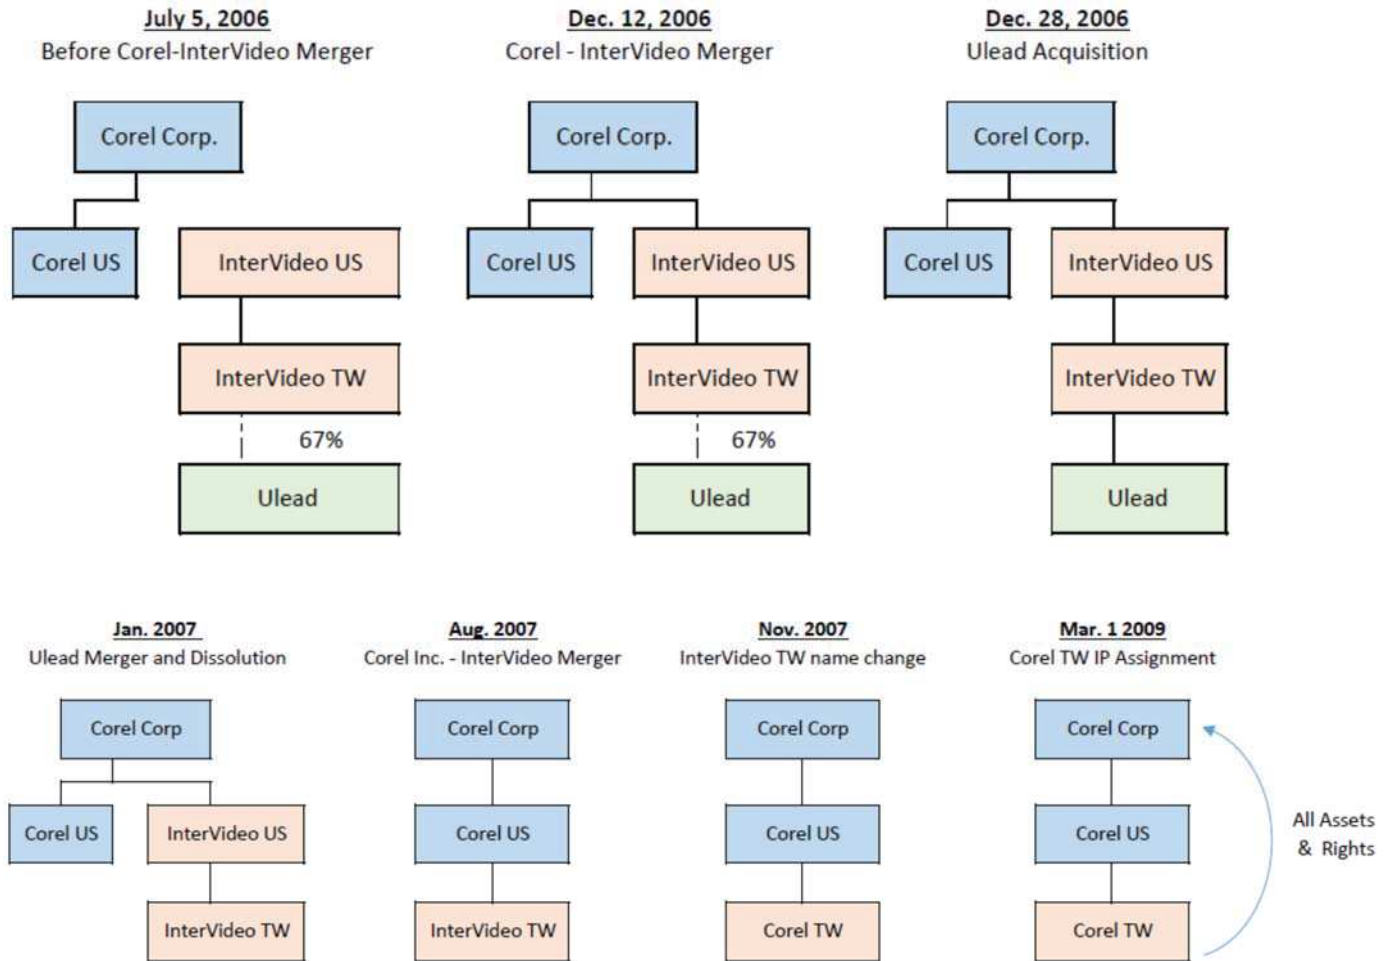 July 5, 2006
Before Corel-InterVideo Merger
Corel Corp.
Corel US
InterVideo US
InterVideo TW
67%
Ulead
Dec. 12, 2006
Corel - InterVideo Merger
Corel Corp.
Corel US
InterVideo US
InterVideo TW
67%
Ulead
Dec. 28, 2006
Ulead Acquisition
Corel Corp.
Corel US
InterVideo US
InterVideo TW
Ulead
Jan. 2007
Ulead Merger and Dissolution
Corel Corp
Corel US
InterVideo US
InterVideo TW
Aug. 2007
Corel Inc. - InterVideo Merger
Corel Corp
Corel US
InterVideo TW
Nov. 2007
InterVideo TW name change
Corel Corp
Corel US
Corel TW
Mar. 1 2009
Corel TW IP Assignment
Corel Corp
Corel US
Corel TW
All Assets
& Rights